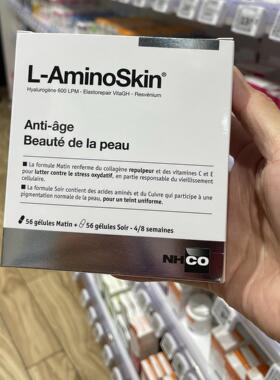 L-AminoSkin®
Hyalurogène 600 LPM - Elastorepair VitaGH - Resvenium
Anti-âge
Beauté de la peau
■ La formule Matin renferme du collagène repulpeur et des vitamines C et E
pour lutter contre le stress oxydatif, en partie responsable du vieillissement
cellulaire.
■ La formule Soir contient des acides aminés et du Cuivre qui participe à une
pigmentation normale de la peau, pour un teint uniforme.
56 gélules Matin + 56 gélules Soir - 4/8 semaines
NHCO